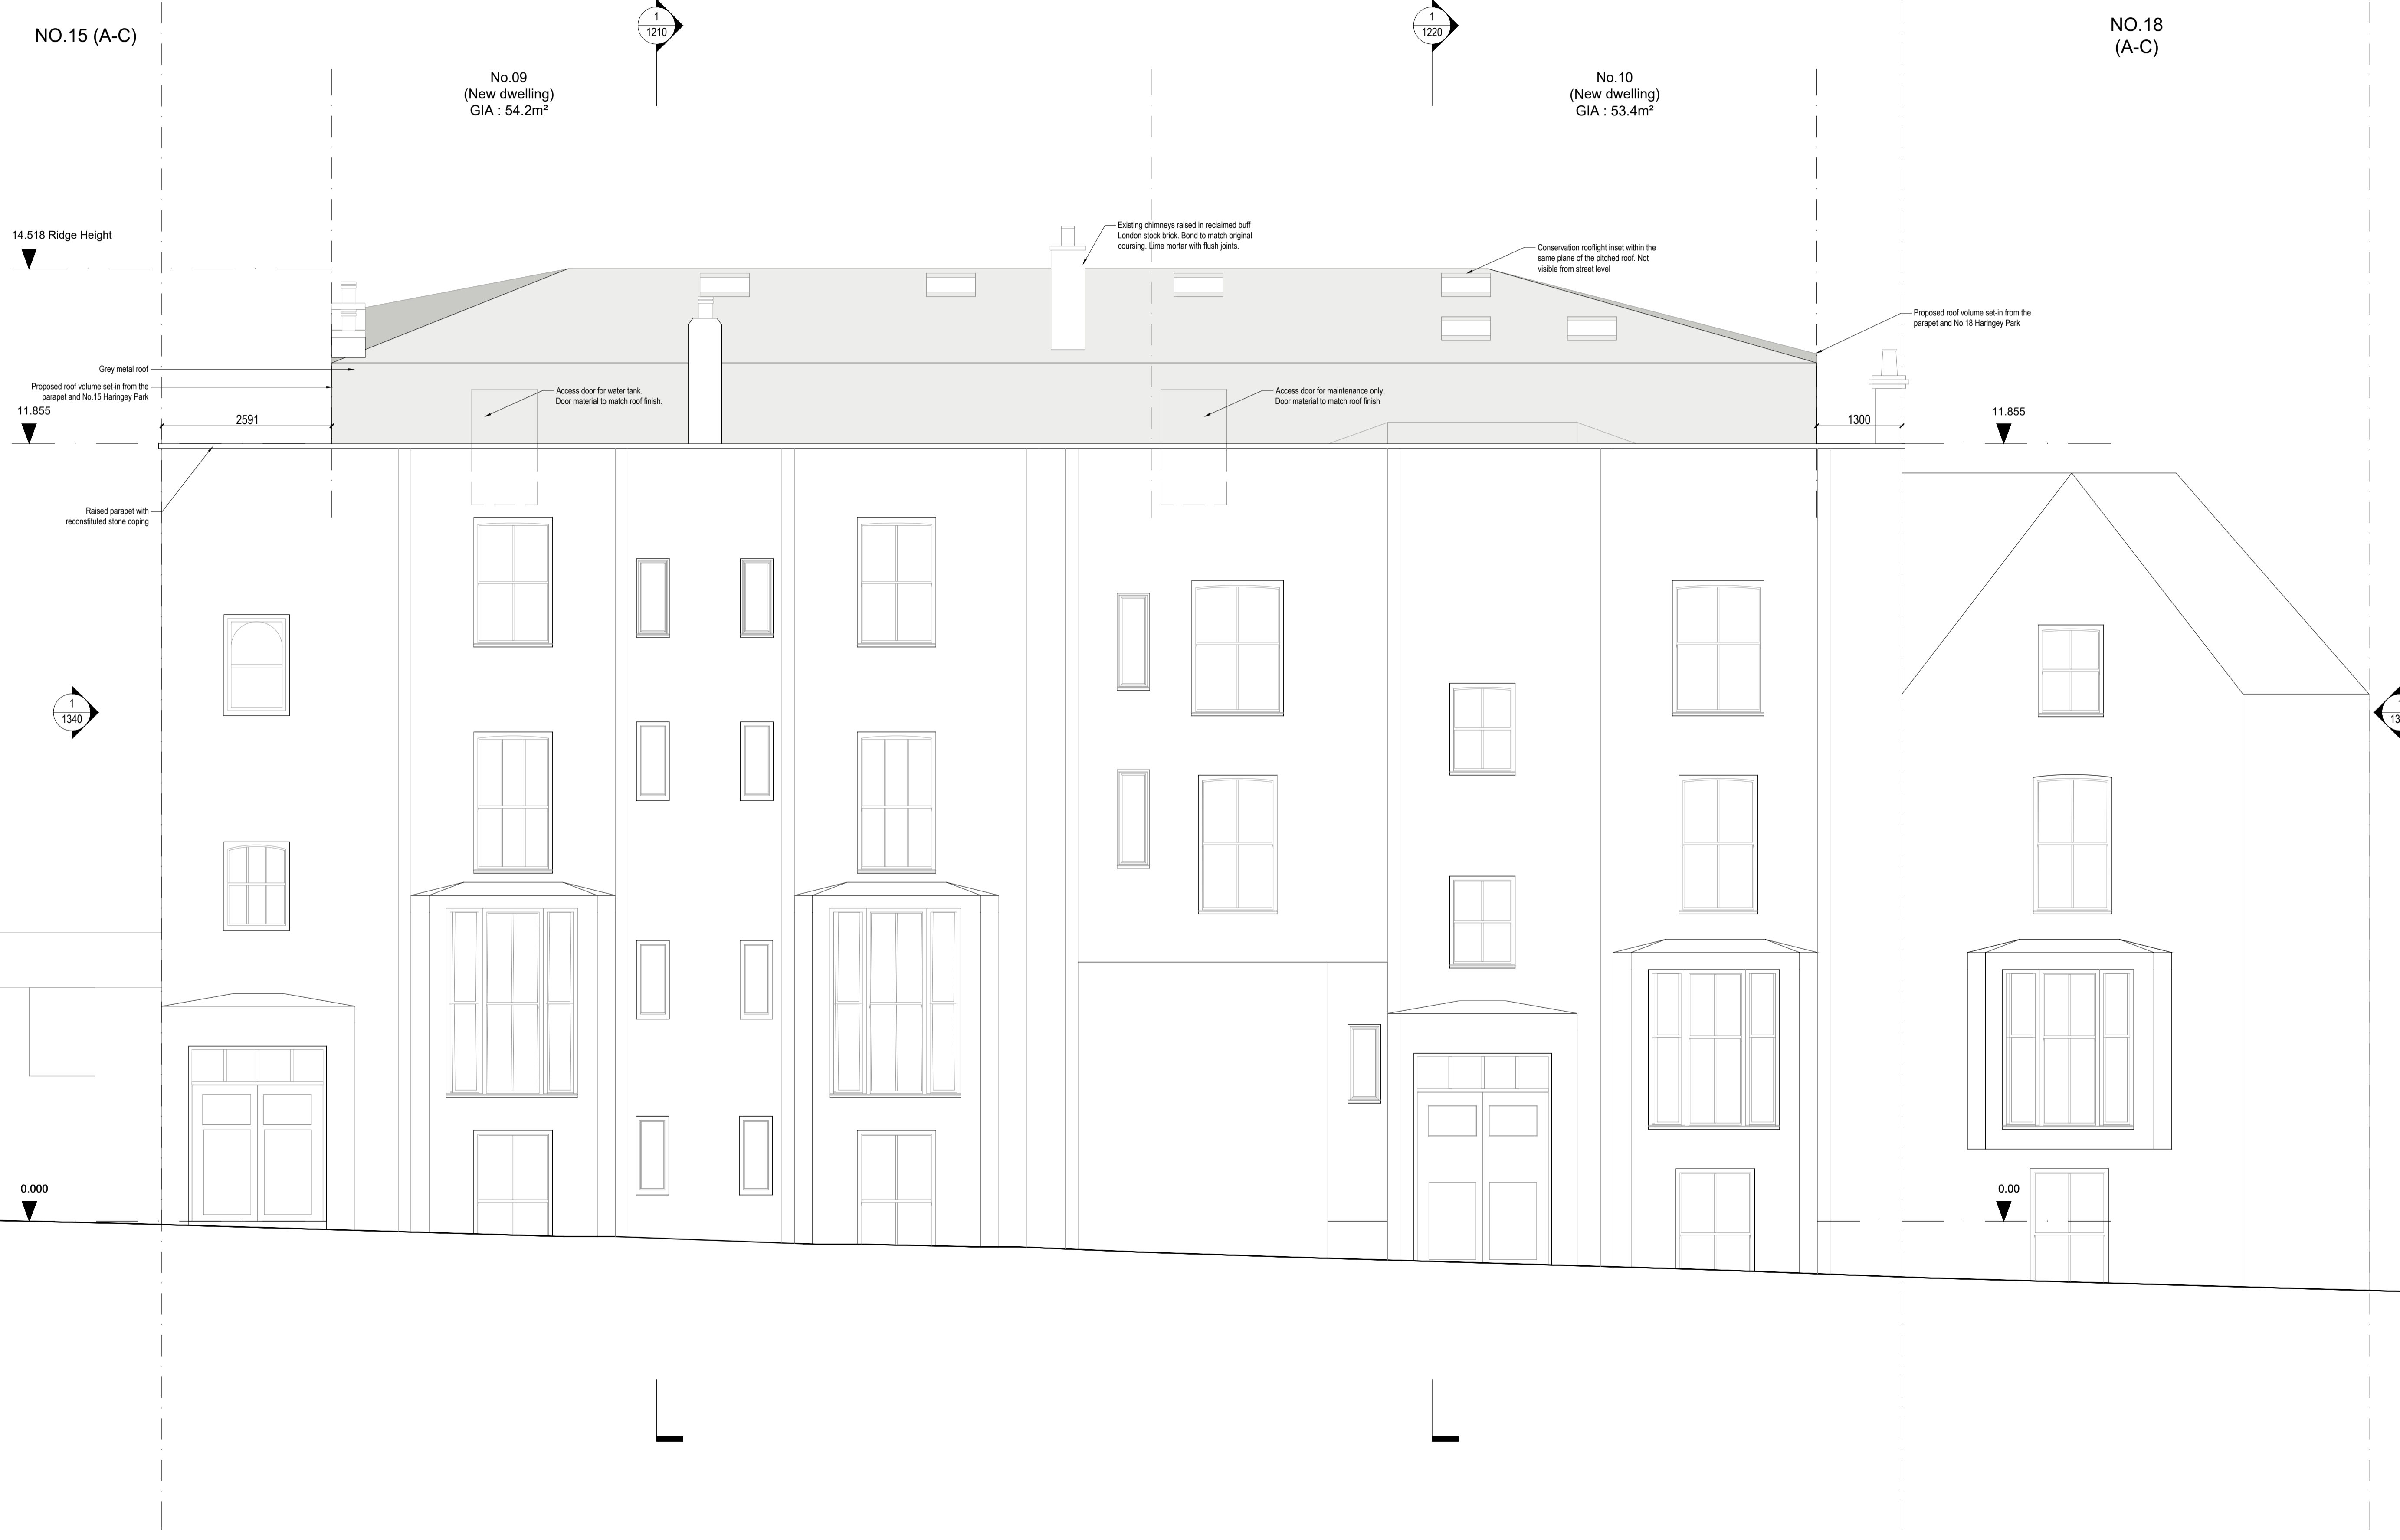 NO.15 (A-C)
1
1210
1
1220
NO.18
(A-C)
No.09
(New dwelling)
GIA : 54.2m²
No.10
(New dwelling)
GIA : 53.4m²
14.518 Ridge Height
Existing chimneys raised in reclaimed buff
London stock brick. Bond to match original
coursing. Lime mortar with flush joints.
Conservation rooflight inset within the
same plane of the pitched roof. Not
visible from street level
Proposed roof volume set-in from the
parapet and No.18 Haringey Park
Grey metal roof
Proposed roof volume set-in from the
parapet and No.15 Haringey Park
Access door for water tank.
Door material to match roof finish.
Access door for maintenance only.
Door material to match roof finish
11.855
2591
1300
11.855
Raised parapet with
reconstituted stone coping
1
1340
0.000
0.00